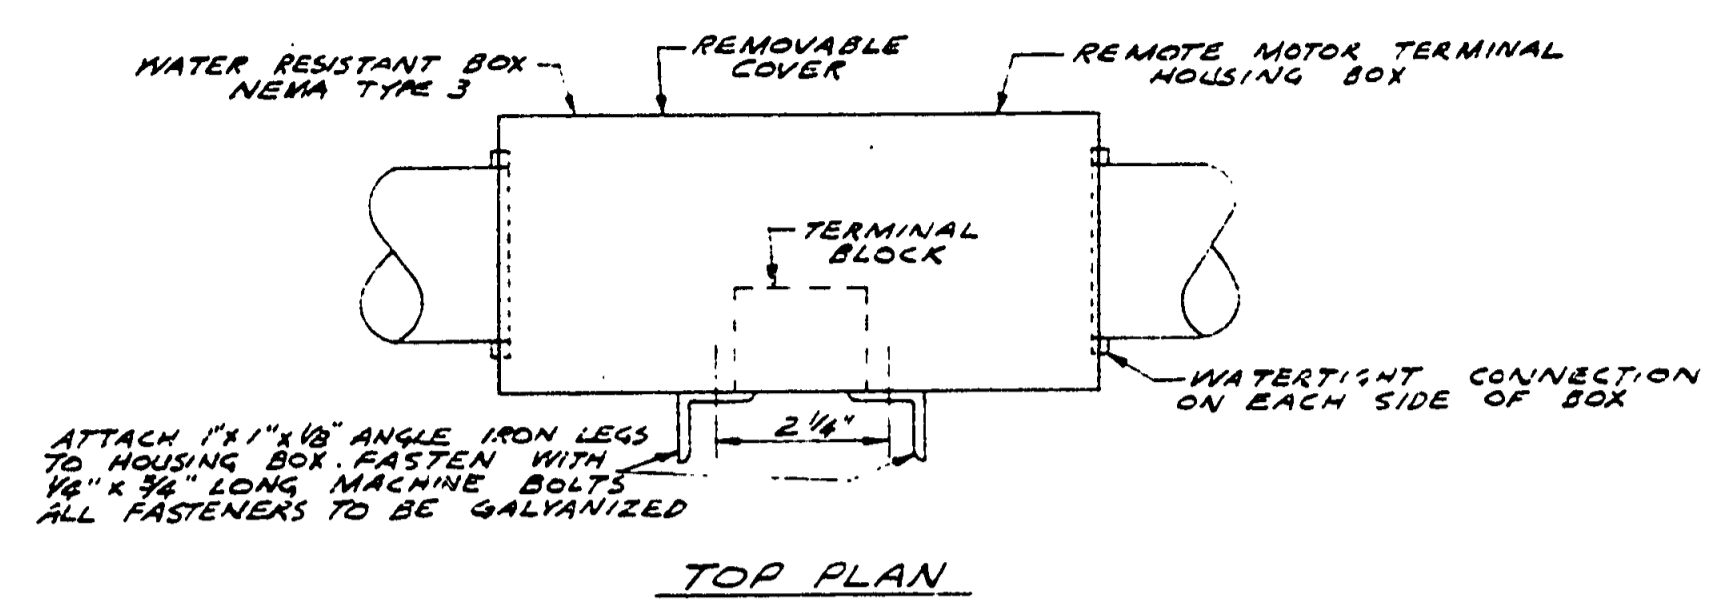 WATER RESISTANT BOX
NEMA TYPE 3
REMOVABLE
COVER
REMOTE MOTOR TERMINAL
HOUSING BOX
TERMINAL
BLOCK
WATERTIGHT CONNECTION
ON EACH SIDE OF BOX
2 1/4"
ATTACH 1" X 1" X 1/8" ANGLE IRON LEGS
TO HOUSING BOX. FASTEN WITH
1/4" X 3/4" LONG MACHINE BOLTS
ALL FASTENERS TO BE GALVANIZED
TOP PLAN